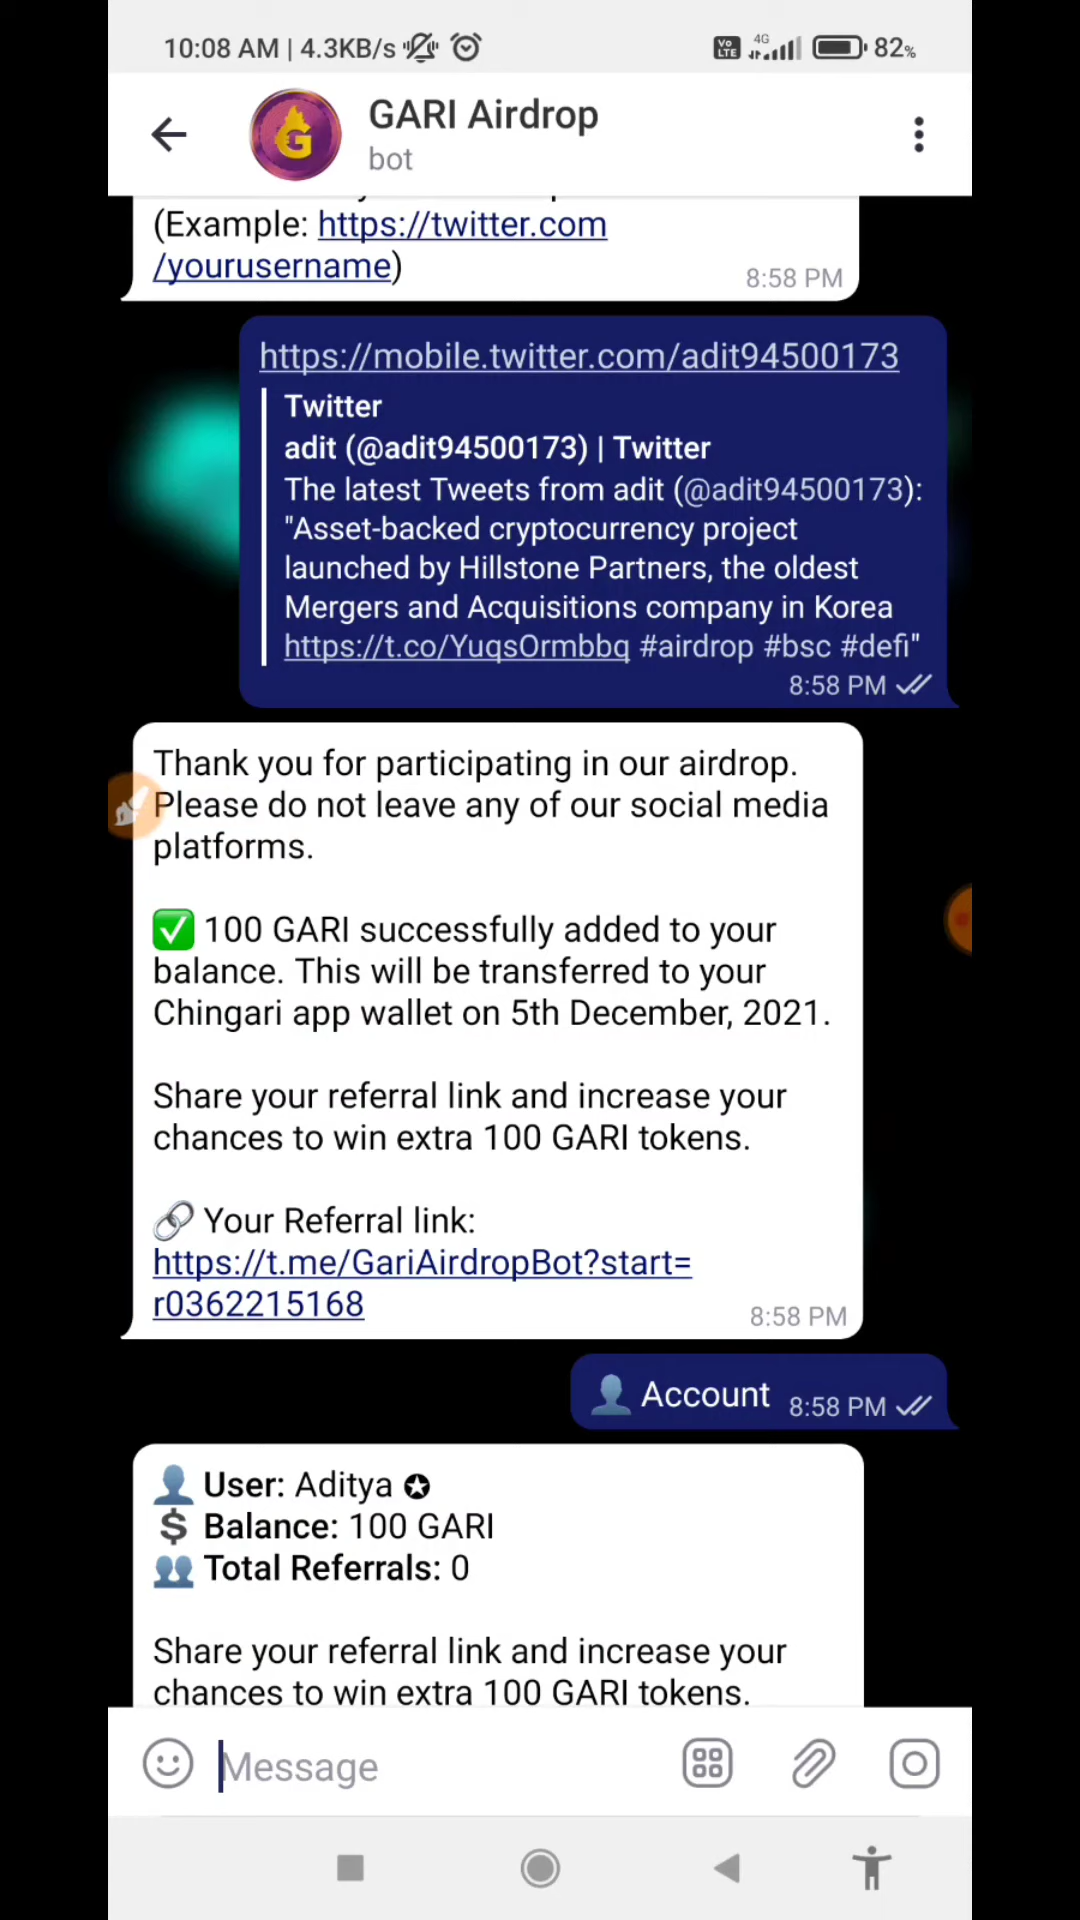 10:08 AM | 4.3KB/s Vo LTE 4G 82%
GARI Airdrop
bot
(Example: https://twitter.com
/yourusername)
8:58 PM
https://mobile.twitter.com/adit94500173
Twitter
adit (@adit94500173) | Twitter
The latest Tweets from adit (@adit94500173):
"Asset-backed cryptocurrency project
launched by Hillstone Partners, the oldest
Mergers and Acquisitions company in Korea
https://t.co/YuqsOrmbbq #airdrop #bsc #defi"
8:58 PM
Thank you for participating in our airdrop.
Please do not leave any of our social media
platforms.
✅ 100 GARI successfully added to your
balance. This will be transferred to your
Chingari app wallet on 5th December, 2021.
Share your referral link and increase your
chances to win extra 100 GARI tokens.
🔗 Your Referral link:
https://t.me/GariAirdropBot?start=
r0362215168
8:58 PM
👤 Account 8:58 PM
👤 User: Aditya ✪
💲 Balance: 100 GARI
👥 Total Referrals: 0
Share your referral link and increase your
chances to win extra 100 GARI tokens.
Message